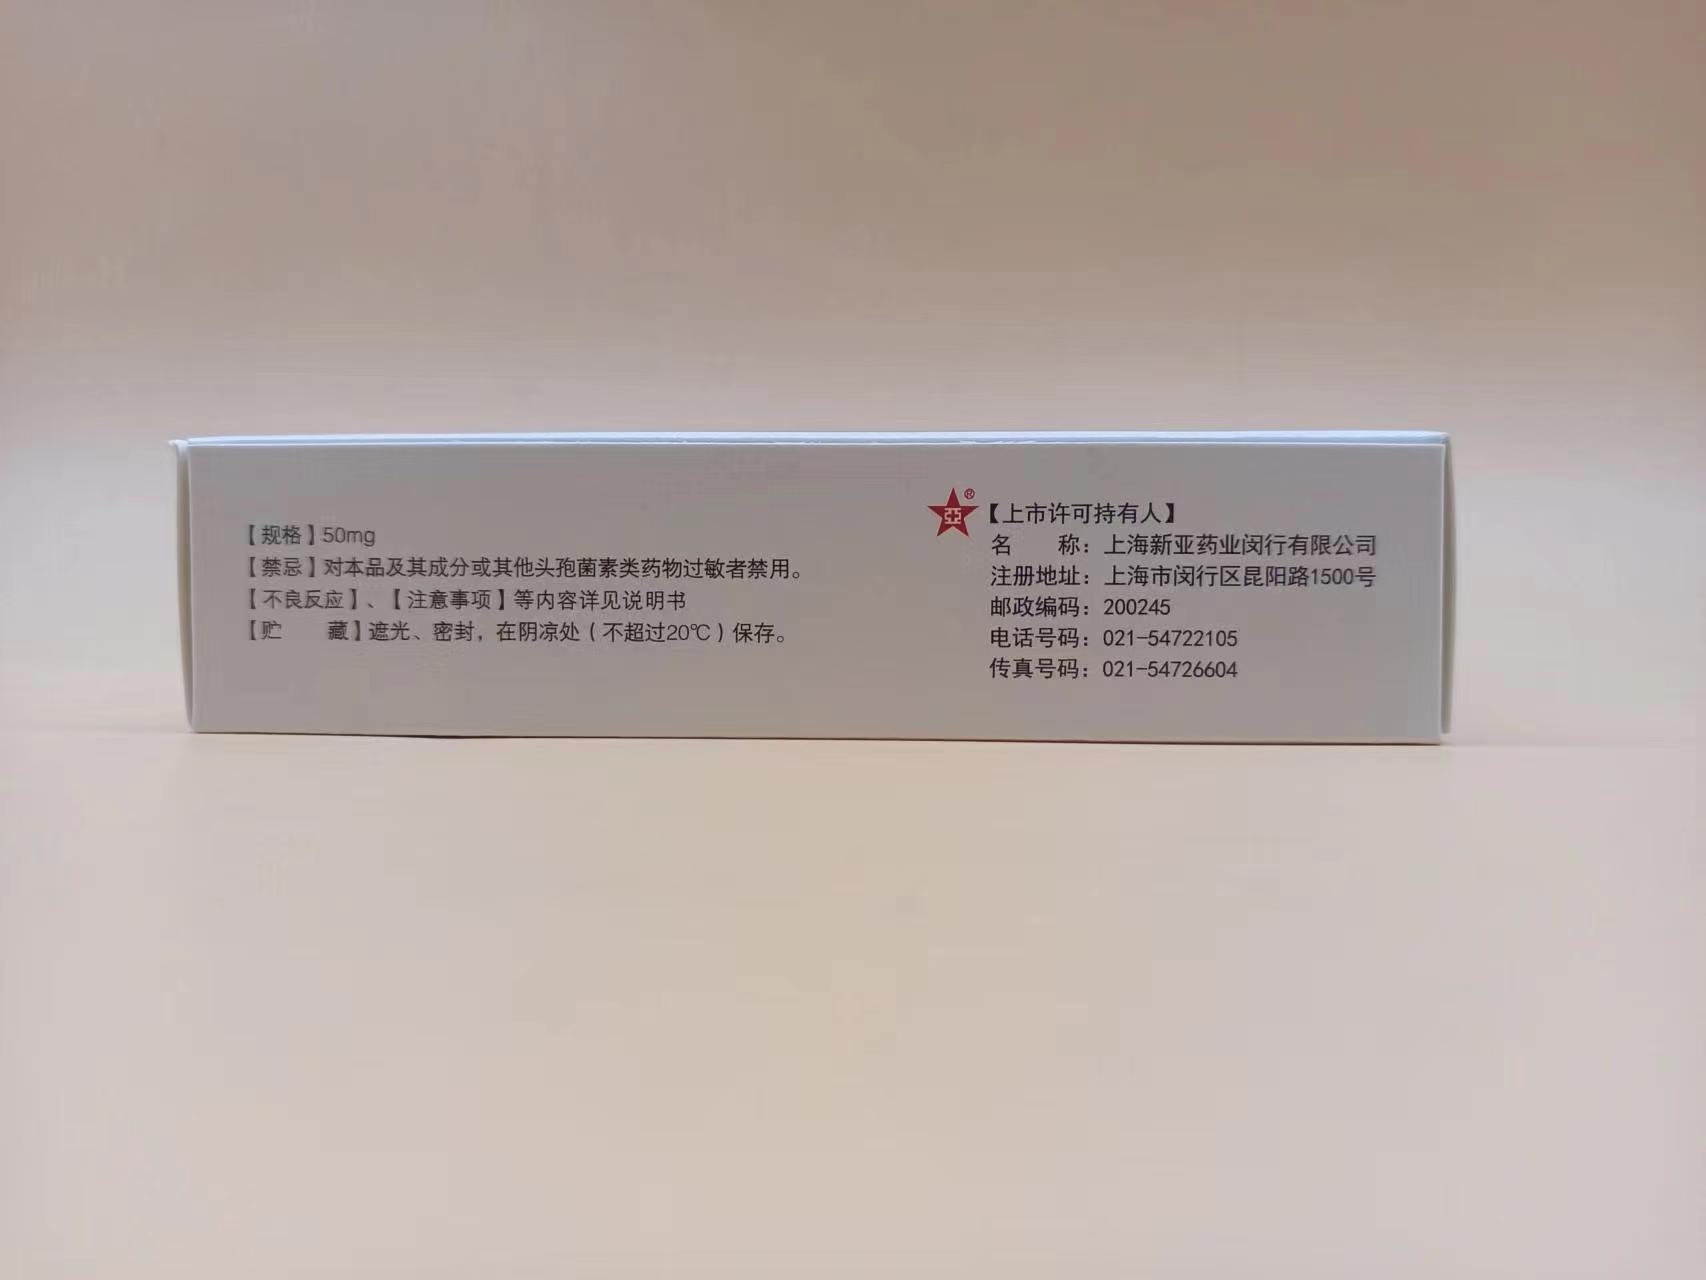 【规格】50mg
【禁忌】对本品及其成分或其他头孢菌素类药物过敏者禁用。
【不良反应】、【注意事项】等内容详见说明书
【贮 藏】遮光、密封，在阴凉处（不超过20℃）保存。
亞®
【上市许可持有人】
名 称：上海新亚药业闵行有限公司
注册地址：上海市闵行区昆阳路1500号
邮政编码：200245
电话号码：021-54722105
传真号码：021-54726604